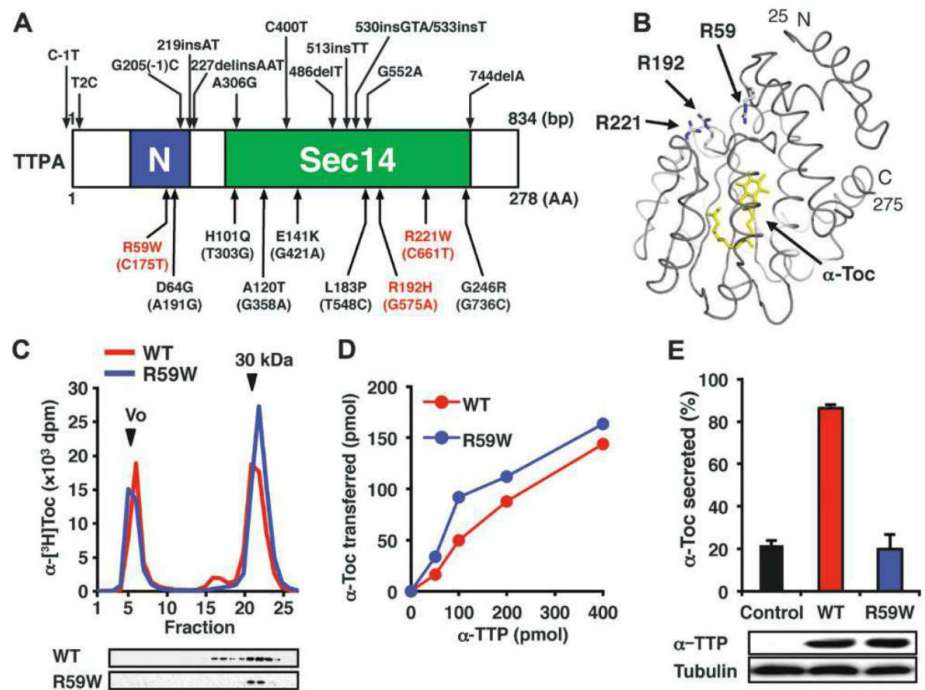 A
C-1T
T2C
G205(-1)C
219insAT
227delinsAAT
A306G
C400T
486delT
513insTT
530insGTA/533insT
G552A
744delA
1
834 (bp)
TTPA
N
Sec14
1
278 (AA)
R59W
(C175T)
D64G
(A191G)
H101Q
(T303G)
A120T
(G358A)
E141K
(G421A)
L183P
(T548C)
R192H
(G575A)
R221W
(C661T)
G246R
(G736C)
B
25 N
R59
R192
R221
C
275
α-Toc
C
WT
R59W
30 kDa
Vo
α-[³H]Toc (x10³ dpm)
30
25
20
15
10
5
0
1 5 10 15 20 25
Fraction
WT
R59W
D
WT
R59W
α-Toc transferred (pmol)
200
150
100
50
0
0 100 200 300 400
α-TTP (pmol)
E
α-Toc secreted (%)
100
80
60
40
20
0
Control WT R59W
α-TTP
Tubulin